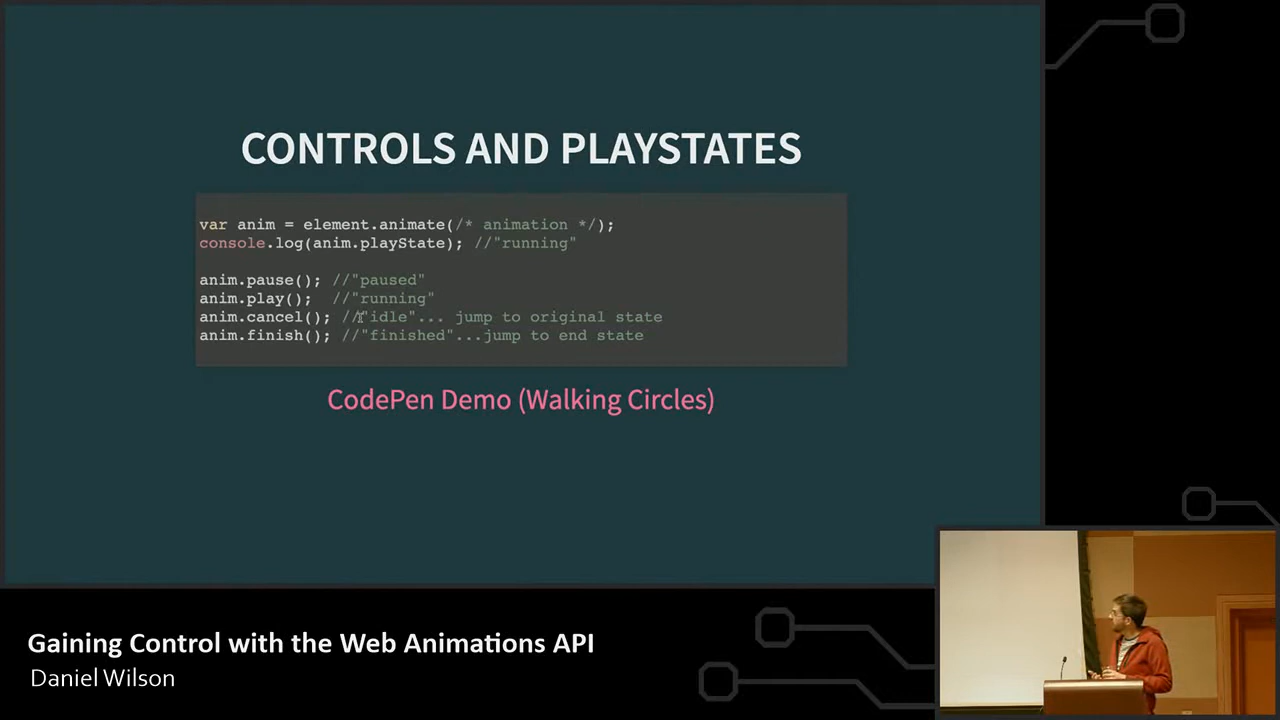 CONTROLS AND PLAYSTATES
var anim = element.animate(/* animation */);
console.log(anim.playState); //"running"
anim.pause(); //"paused"
anim.play();  //"running"
anim.cancel(); //"idle"... jump to original state
anim.finish(); //"finished"...jump to end state
CodePen Demo (Walking Circles)
Gaining Control with the Web Animations API
Daniel Wilson